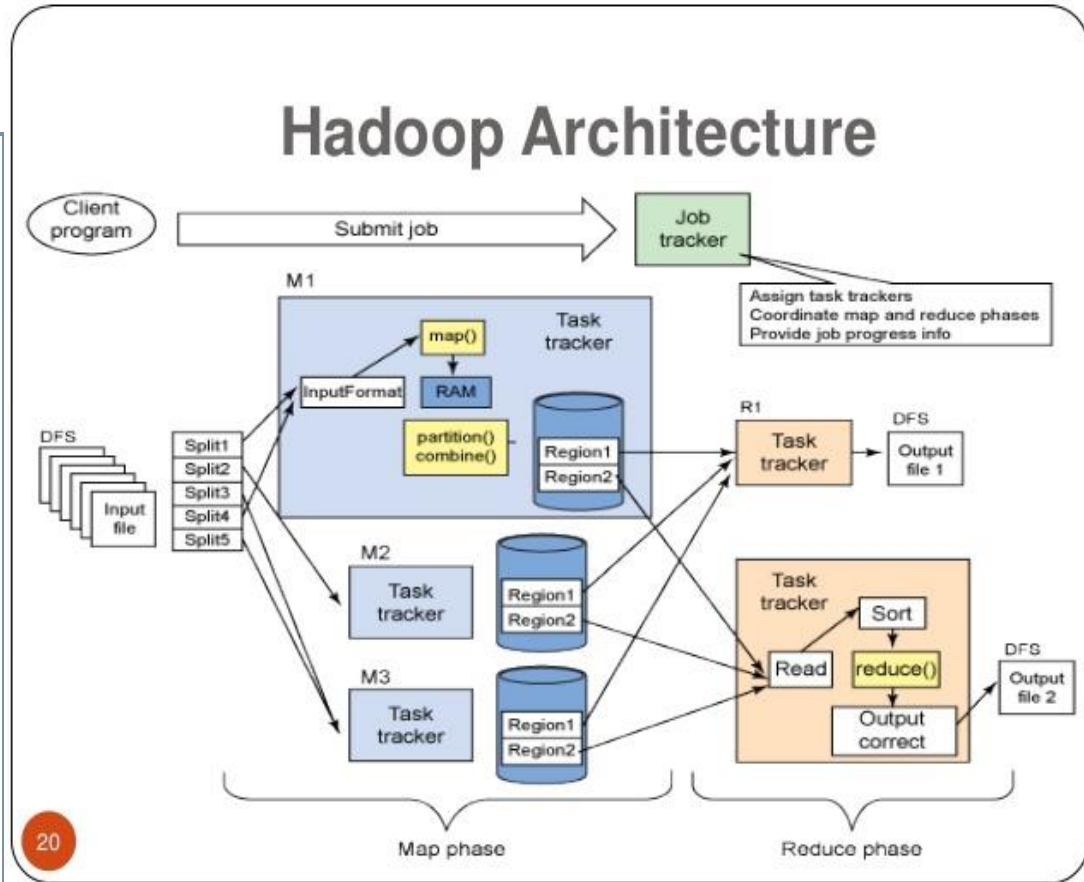 Hadoop Architecture
Client
program
Submit job
Job
tracker
Assign task trackers
Coordinate map and reduce phases
Provide job progress info
M1
Task
tracker
map()
InputFormat
RAM
partition()
combine()
Region1
Region2
DFS
Input
file
Split1
Split2
Split3
Split4
Split5
R1
Task
tracker
DFS
Output
file 1
M2
Task
tracker
Region1
Region2
M3
Task
tracker
Region1
Region2
Task
tracker
Sort
Read
reduce()
Output
correct
DFS
Output
file 2
Map phase
Reduce phase
20